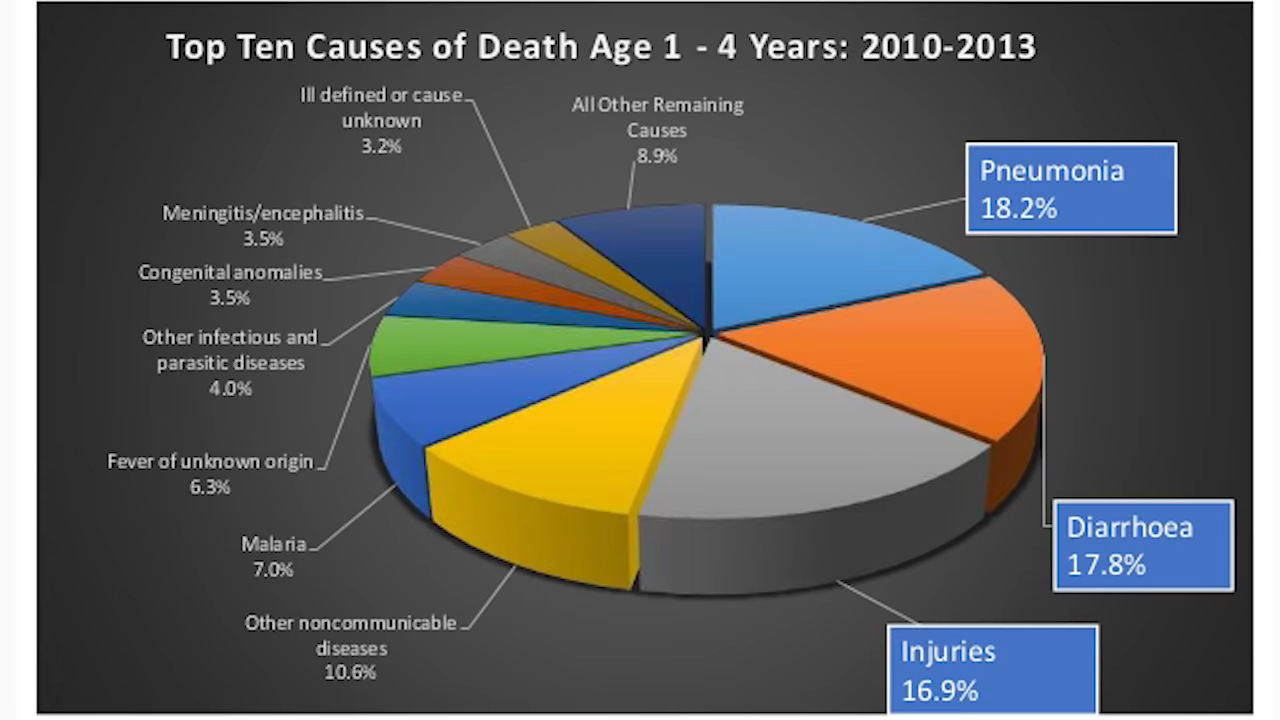 Top Ten Causes of Death Age 1 - 4 Years: 2010-2013
Ill defined or cause
unknown
3.2%
All Other Remaining
Causes
8.9%
Pneumonia
18.2%
Meningitis/encephalitis
3.5%
Congenital anomalies
3.5%
Other infectious and
parasitic diseases
4.0%
Fever of unknown origin
6.3%
Malaria
7.0%
Other noncommunicable
diseases
10.6%
Diarrhoea
17.8%
Injuries
16.9%